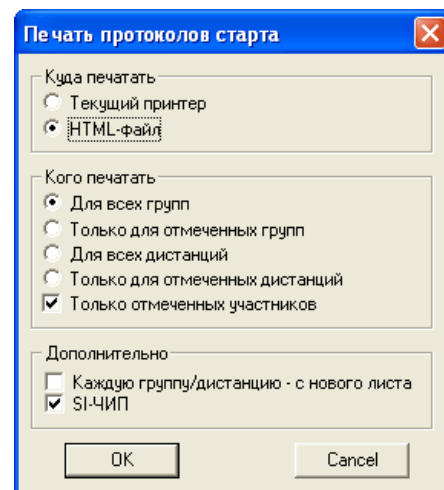 Печать протоколов старта
Куда печатать
Текущий принтер
HTML-файл
Кого печатать
Для всех групп
Только для отмеченных групп
Для всех дистанций
Только для отмеченных дистанций
Только отмеченных участников
Дополнительно
Каждую группу/дистанцию - с нового листа
SI-ЧИП
OK Cancel